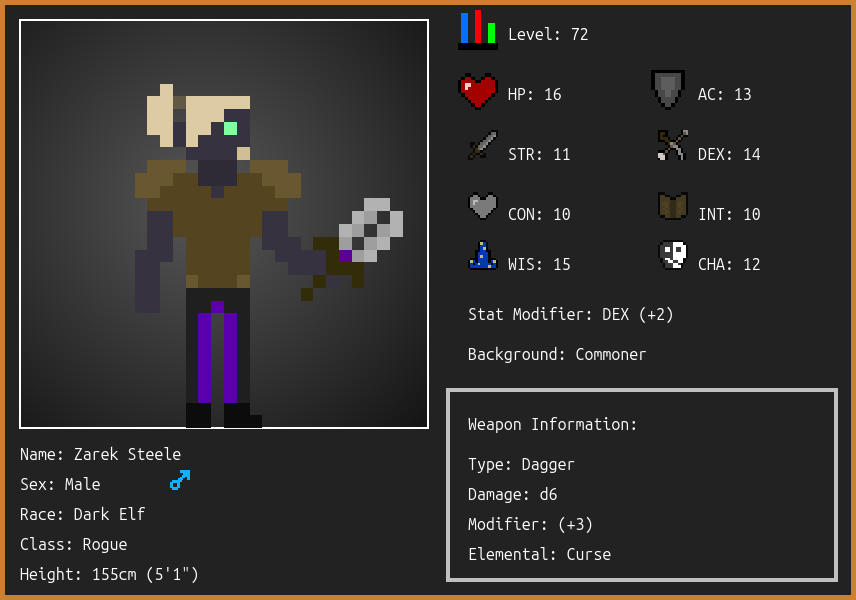 Level: 72
HP: 16
AC: 13
STR: 11
DEX: 14
CON: 10
INT: 10
WIS: 15
CHA: 12
Stat Modifier: DEX (+2)
Background: Commoner
Weapon Information:
Type: Dagger
Damage: d6
Modifier: (+3)
Elemental: Curse
Name: Zarek Steele
Sex: Male
Race: Dark Elf
Class: Rogue
Height: 155cm (5'1")